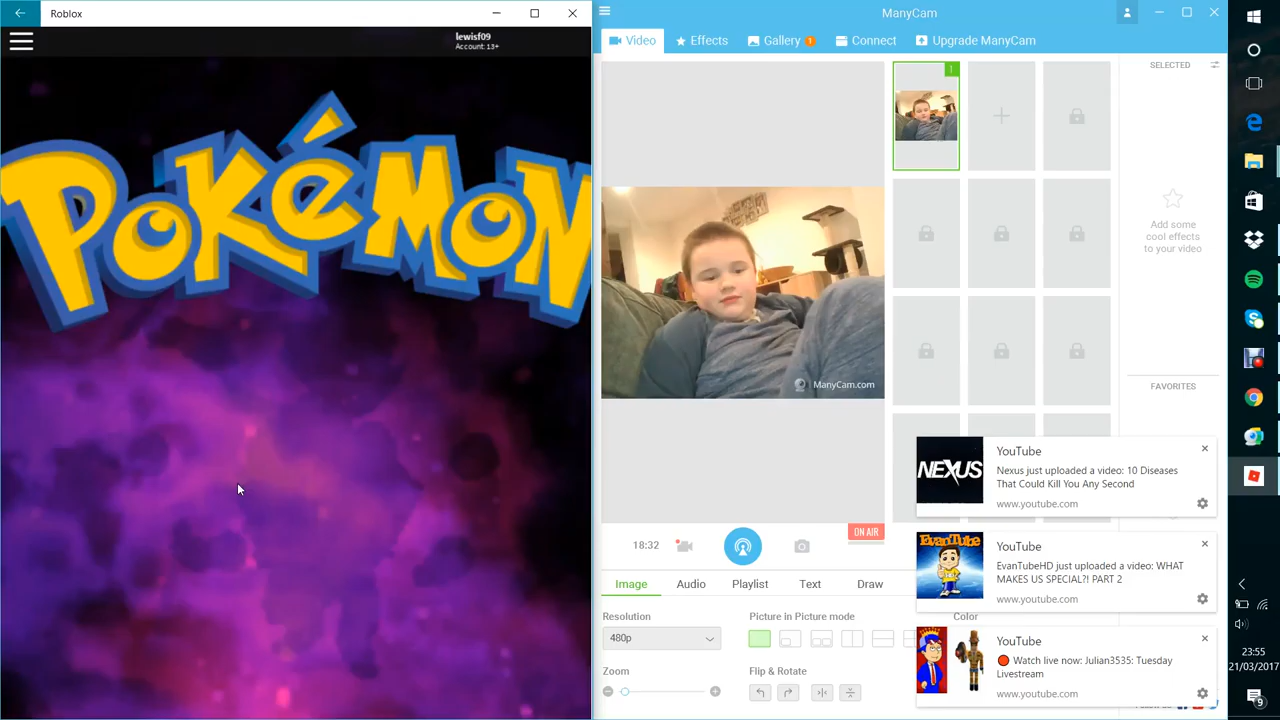 Roblox
lewisf09
Account: 13+
POKéMON
ManyCam
Video
Effects
Gallery 1
Connect
Upgrade ManyCam
1
SELECTED
Add some
cool effects
to your video
FAVORITES
ManyCam.com
18:32
ON AIR
Image
Audio
Playlist
Text
Draw
Resolution
480p
Picture in Picture mode
Color
Zoom
Flip & Rotate
NEXUS
YouTube
Nexus just uploaded a video: 10 Diseases
That Could Kill You Any Second
www.youtube.com
EVANTUBE
YouTube
EvanTubeHD just uploaded a video: WHAT
MAKES US SPECIAL?! PART 2
www.youtube.com
YouTube
Watch live now: Julian3535: Tuesday
Livestream
www.youtube.com
23:55
21/03/2017
9